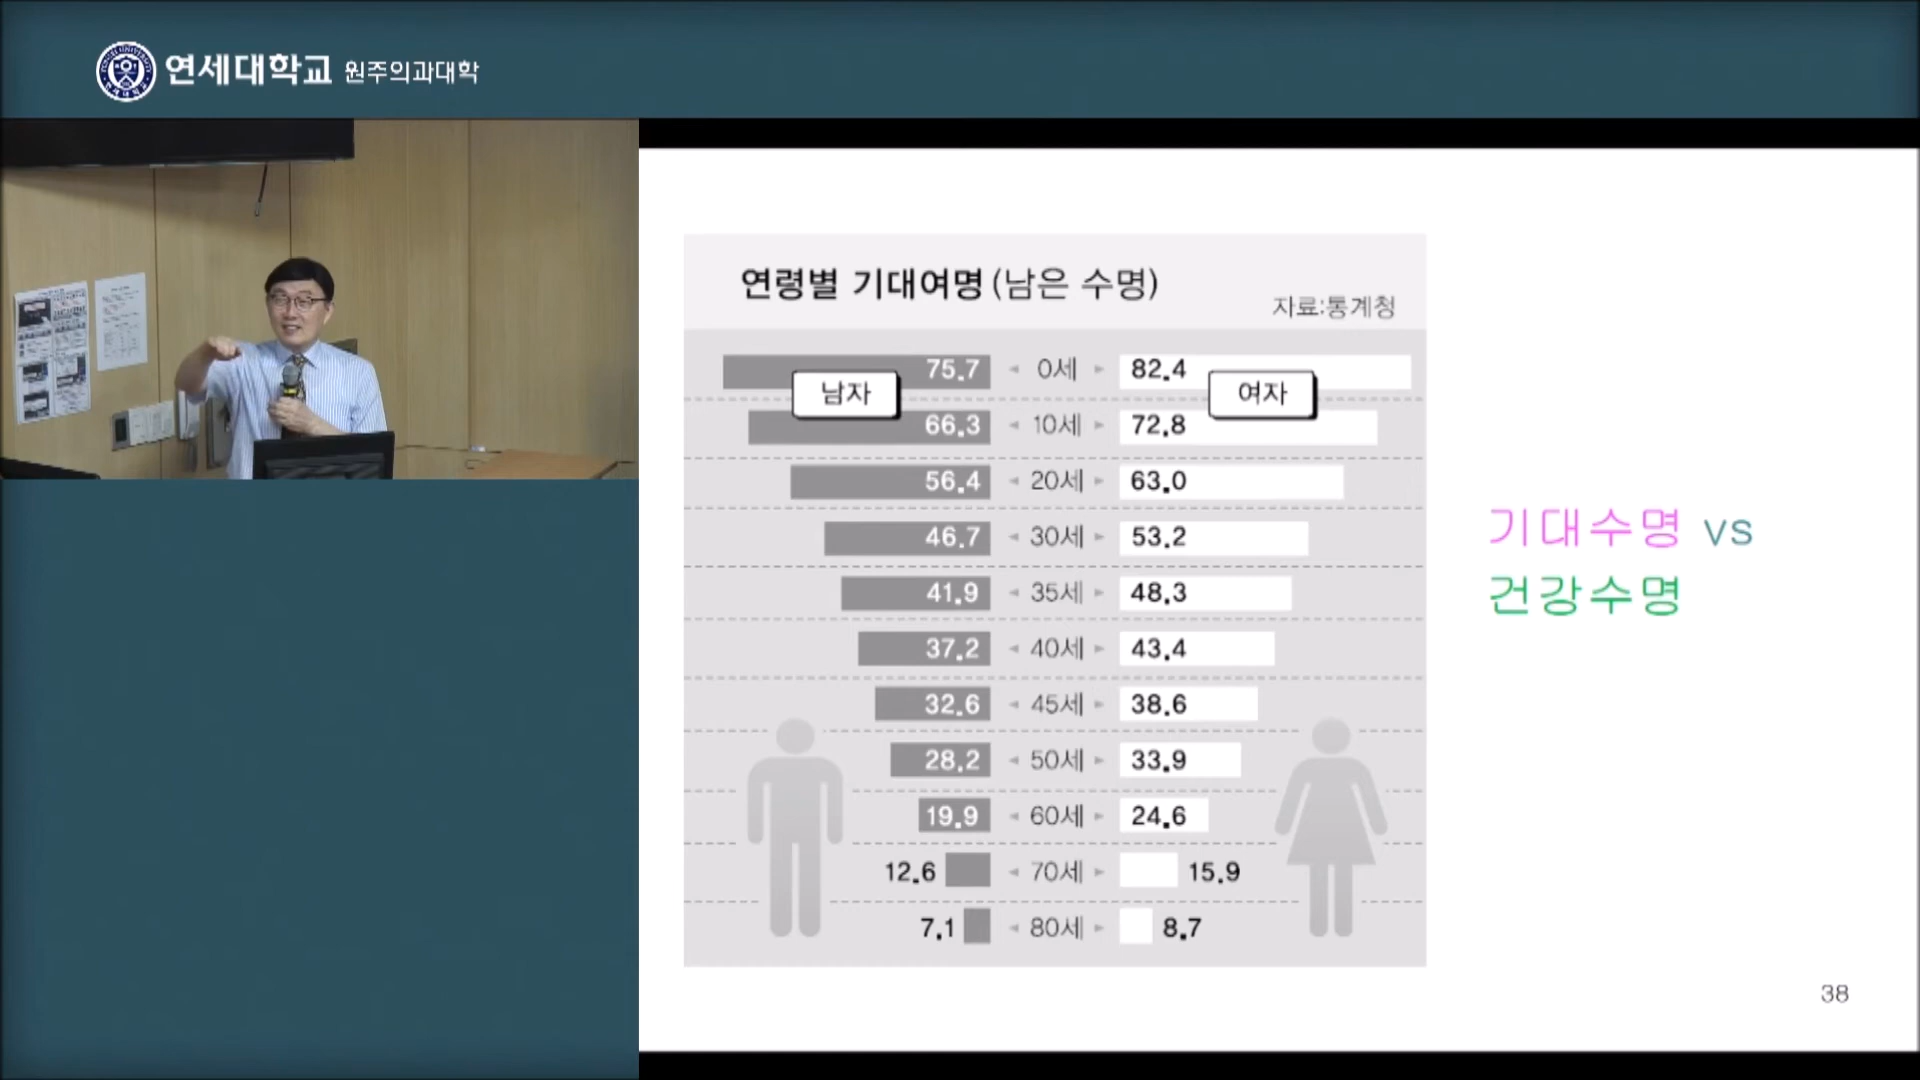 연세대학교 원주의과대학
연령별 기대여명(남은 수명)
자료:통계청
75.7 0세 82.4
남자 여자
66.3 10세 72.8
56.4 20세 63.0
46.7 30세 53.2
41.9 35세 48.3
37.2 40세 43.4
32.6 45세 38.6
28.2 50세 33.9
19.9 60세 24.6
12.6 70세 15.9
7.1 80세 8.7
기대수명 vs
건강수명
38